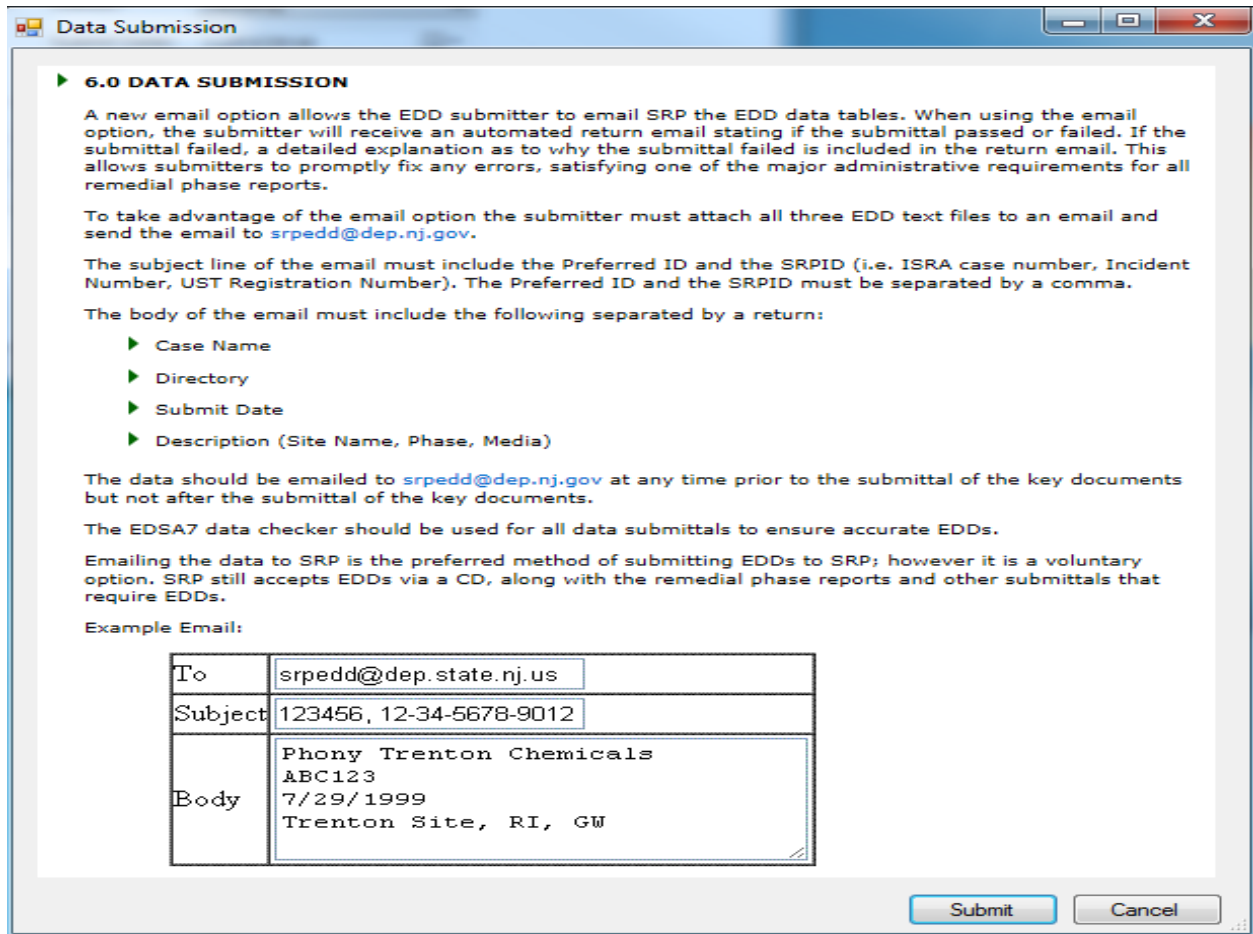 Data Submission
6.0 DATA SUBMISSION
A new email option allows the EDD submitter to email SRP the EDD data tables. When using the email
option, the submitter will receive an automated return email stating if the submittal passed or failed. If the
submittal failed, a detailed explanation as to why the submittal failed is included in the return email. This
allows submitters to promptly fix any errors, satisfying one of the major administrative requirements for all
remedial phase reports.
To take advantage of the email option the submitter must attach all three EDD text files to an email and
send the email to srpedd@dep.nj.gov.
The subject line of the email must include the Preferred ID and the SRPID (i.e. ISRA case number, Incident
Number, UST Registration Number). The Preferred ID and the SRPID must be separated by a comma.
The body of the email must include the following separated by a return:
Case Name
Directory
Submit Date
Description (Site Name, Phase, Media)
The data should be emailed to srpedd@dep.nj.gov at any time prior to the submittal of the key documents
but not after the submittal of the key documents.
The EDSA7 data checker should be used for all data submittals to ensure accurate EDDs.
Emailing the data to SRP is the preferred method of submitting EDDs to SRP; however it is a voluntary
option. SRP still accepts EDDs via a CD, along with the remedial phase reports and other submittals that
require EDDs.
Example Email:
To srpedd@dep.state.nj.us
Subject 123456, 12-34-5678-9012
Body
Phony Trenton Chemicals
ABC123
7/29/1999
Trenton Site, RI, GW
Submit Cancel